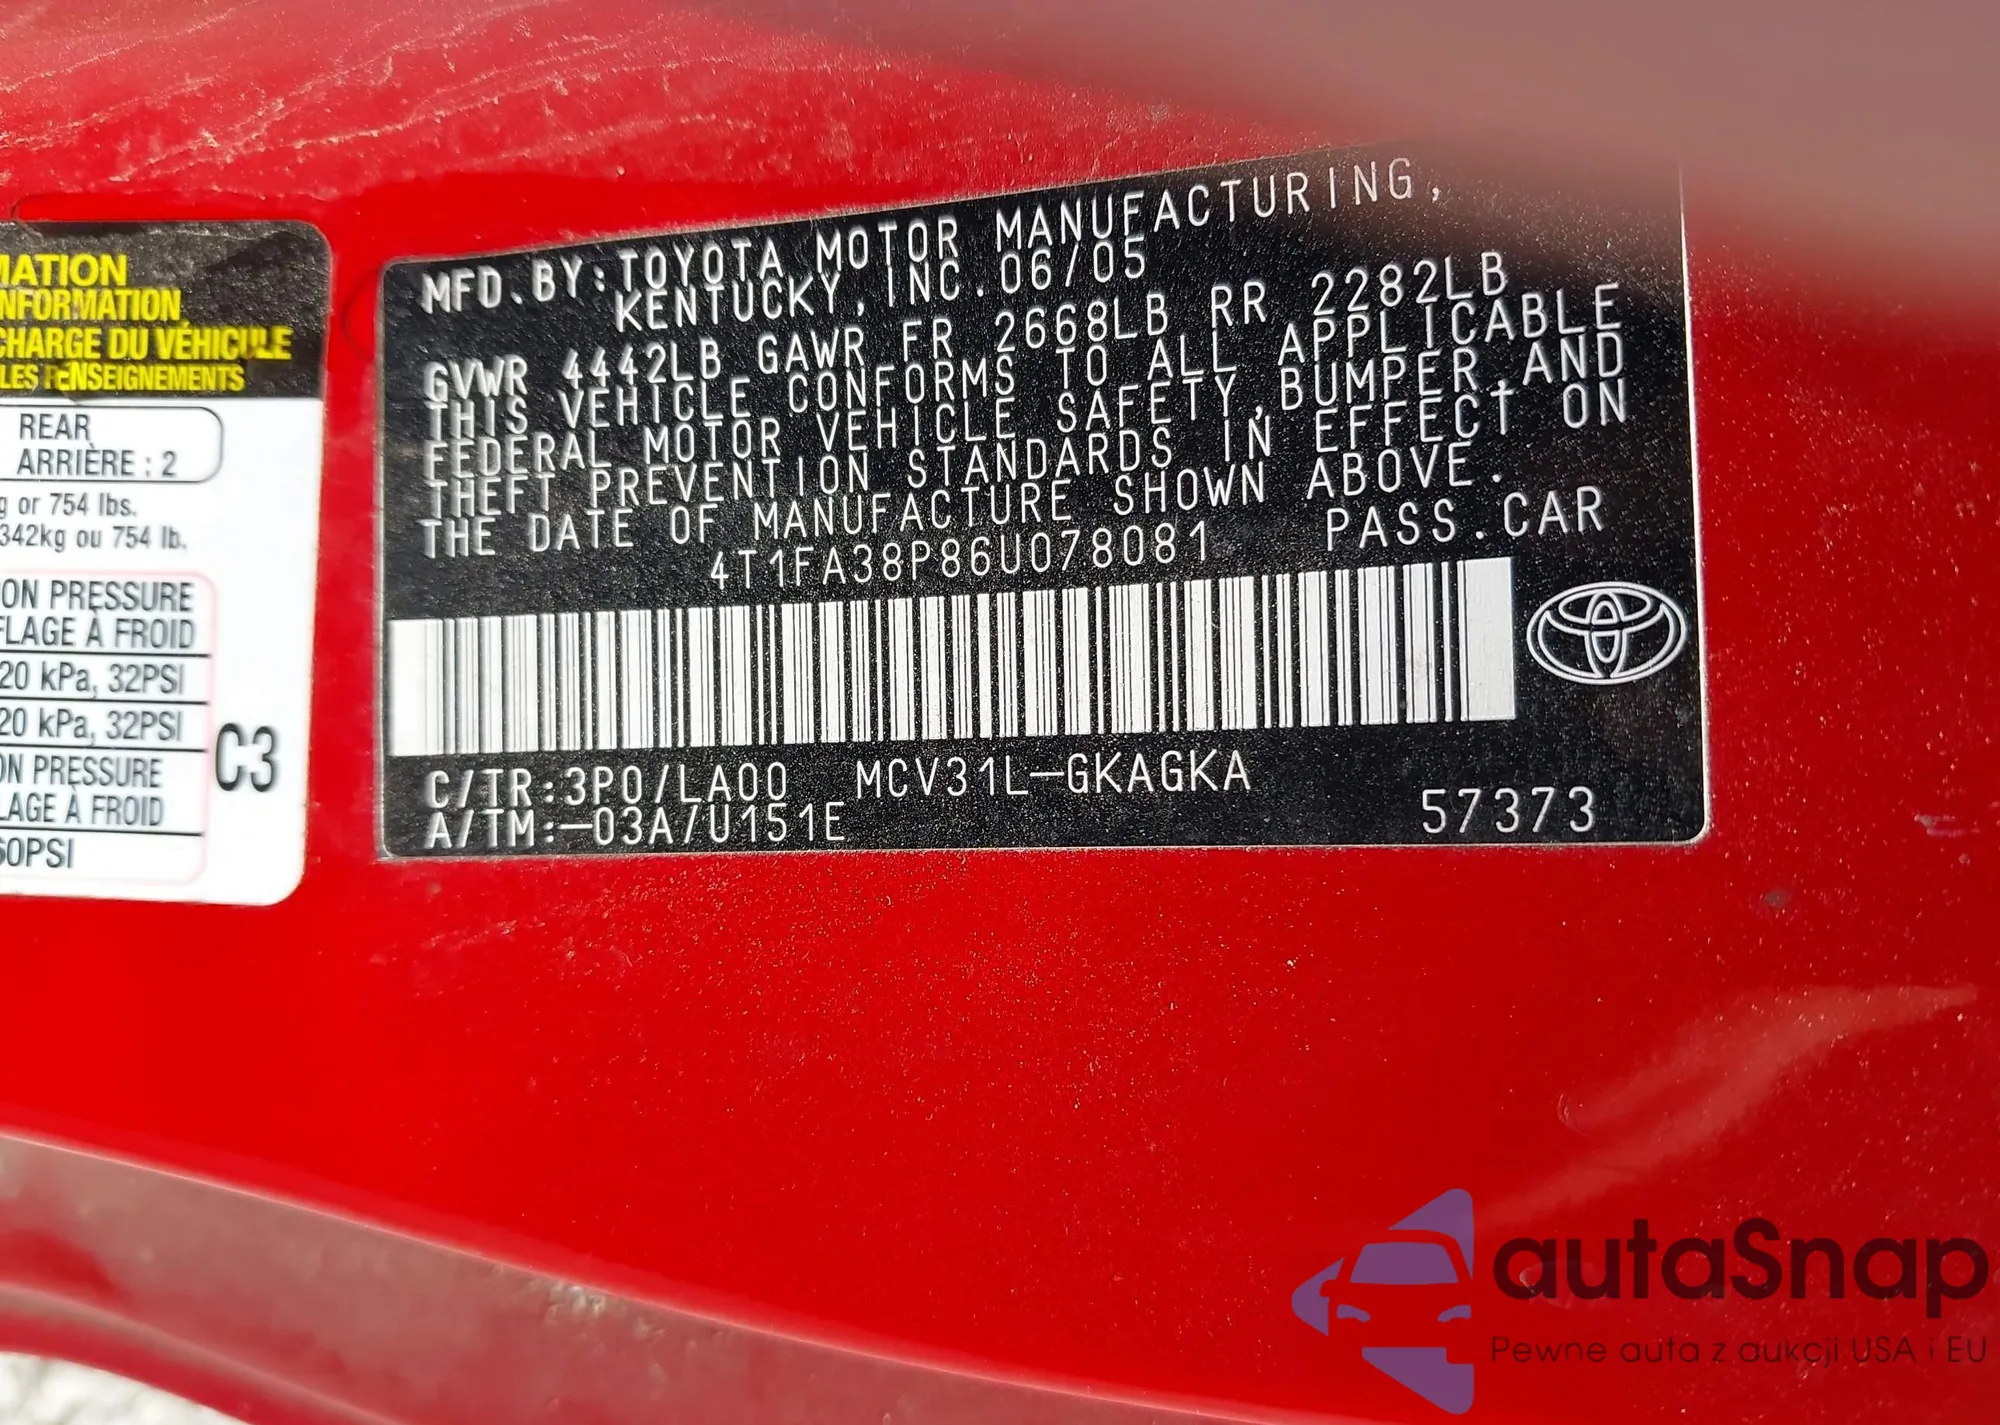 MATION
INFORMATION
CHARGE DU VÉHICULE
LES RENSEIGNEMENTS
REAR
ARRIÈRE : 2
g or 754 lbs.
342kg ou 754 lb.
ON PRESSURE
FLAGE À FROID
20 kPa, 32PSI
20 kPa, 32PSI
ON PRESSURE
LAGE À FROID
60PSI
C3
MFD. BY: TOYOTA MOTOR MANUFACTURING,
KENTUCKY, INC. 06/05
GVWR 4442LB GAWR FR 2668LB RR 2282LB
THIS VEHICLE CONFORMS TO ALL APPLICABLE
FEDERAL MOTOR VEHICLE SAFETY, BUMPER, AND
THEFT PREVENTION STANDARDS IN EFFECT ON
THE DATE OF MANUFACTURE SHOWN ABOVE.
4T1FA38P86U078081 PASS. CAR
C/TR:3P0/LA00 MCV31L-GKAGKA
A/TM:-03A/U151E 57373
autaSnap
Pewne auta z aukcji USA i EU